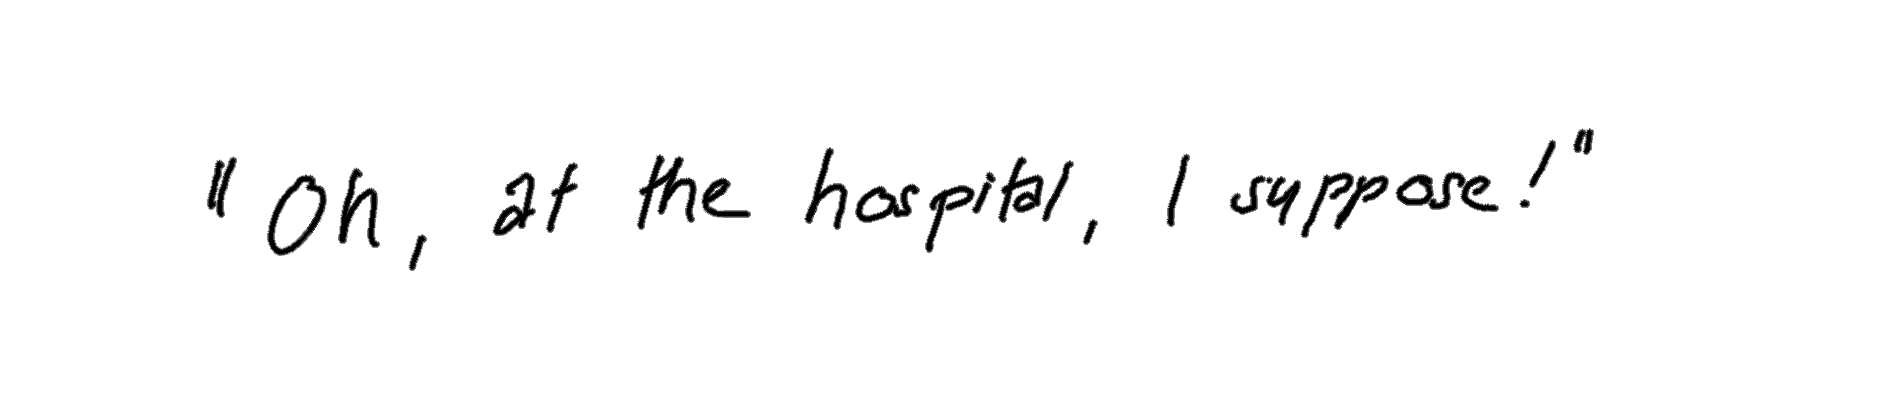 "Oh, at the hospital, I suppose!"